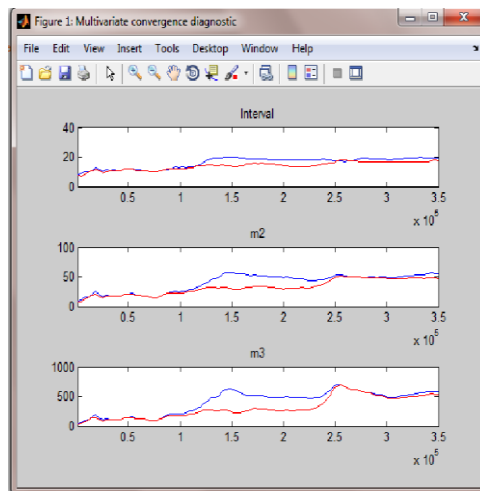 Figure 1: Multivariate convergence diagnostic
File Edit View Insert Tools Desktop Window Help
Interval
40
20
0
0.5 1 1.5 2 2.5 3 3.5
x 10⁵
m2
100
50
0
0.5 1 1.5 2 2.5 3 3.5
x 10⁵
m3
1000
500
0
0.5 1 1.5 2 2.5 3 3.5
x 10⁵